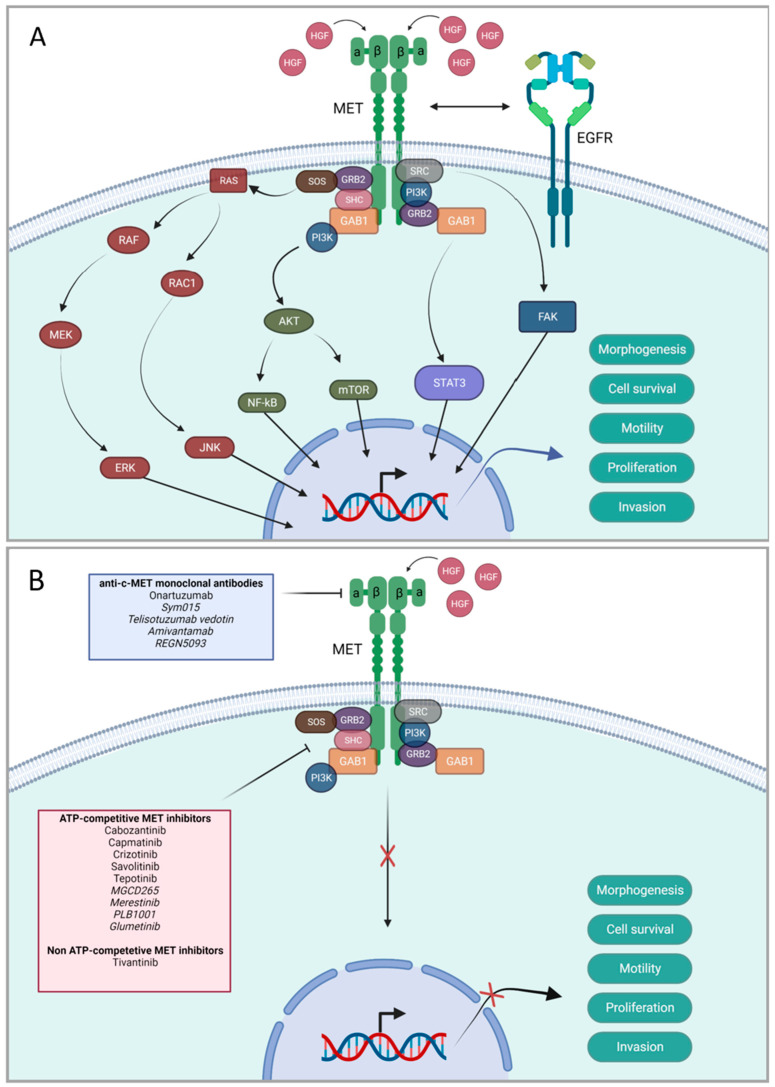 A
HGF
HGF
HGF
HGF
HGF
a
β
β
a
MET
EGFR
RAS
SOS
GRB2
SHC
GAB1
PI3K
SRC
PI3K
GRB2
GAB1
RAF
RAC1
MEK
AKT
FAK
NF-kB
mTOR
STAT3
ERK
JNK
Morphogenesis
Cell survival
Motility
Proliferation
Invasion
B
anti-c-MET monoclonal antibodies
Onartuzumab
Sym015
Telisotuzumab vedotin
Amivantamab
REGN5093
HGF
HGF
HGF
a
β
β
a
MET
SOS
GRB2
SHC
GAB1
PI3K
SRC
PI3K
GRB2
GAB1
ATP-competitive MET inhibitors
Cabozantinib
Capmatinib
Crizotinib
Savolitinib
Tepotinib
MGCD265
Merestinib
PLB1001
Glumetinib
Non ATP-competetive MET inhibitors
Tivantinib
Morphogenesis
Cell survival
Motility
Proliferation
Invasion